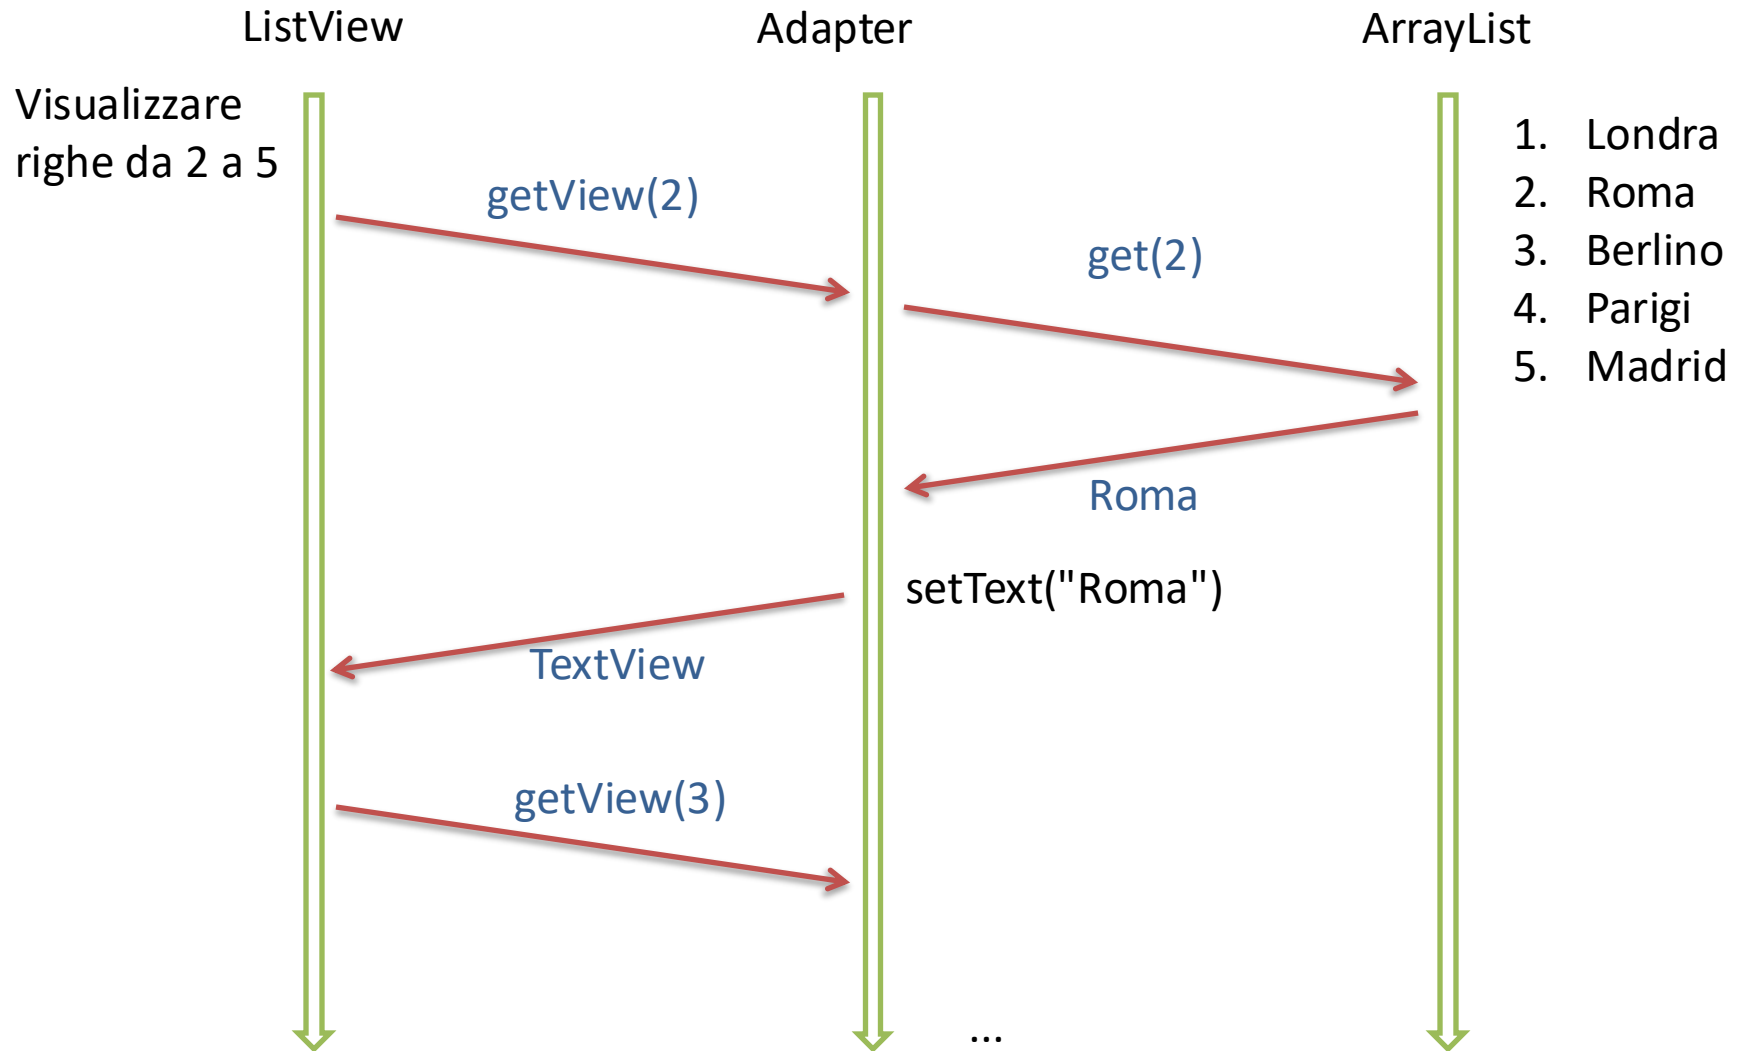 ListView
Adapter
ArrayList
Visualizzare
righe da 2 a 5
1. Londra
2. Roma
3. Berlino
4. Parigi
5. Madrid
getView(2)
get(2)
Roma
setText("Roma")
TextView
getView(3)
...